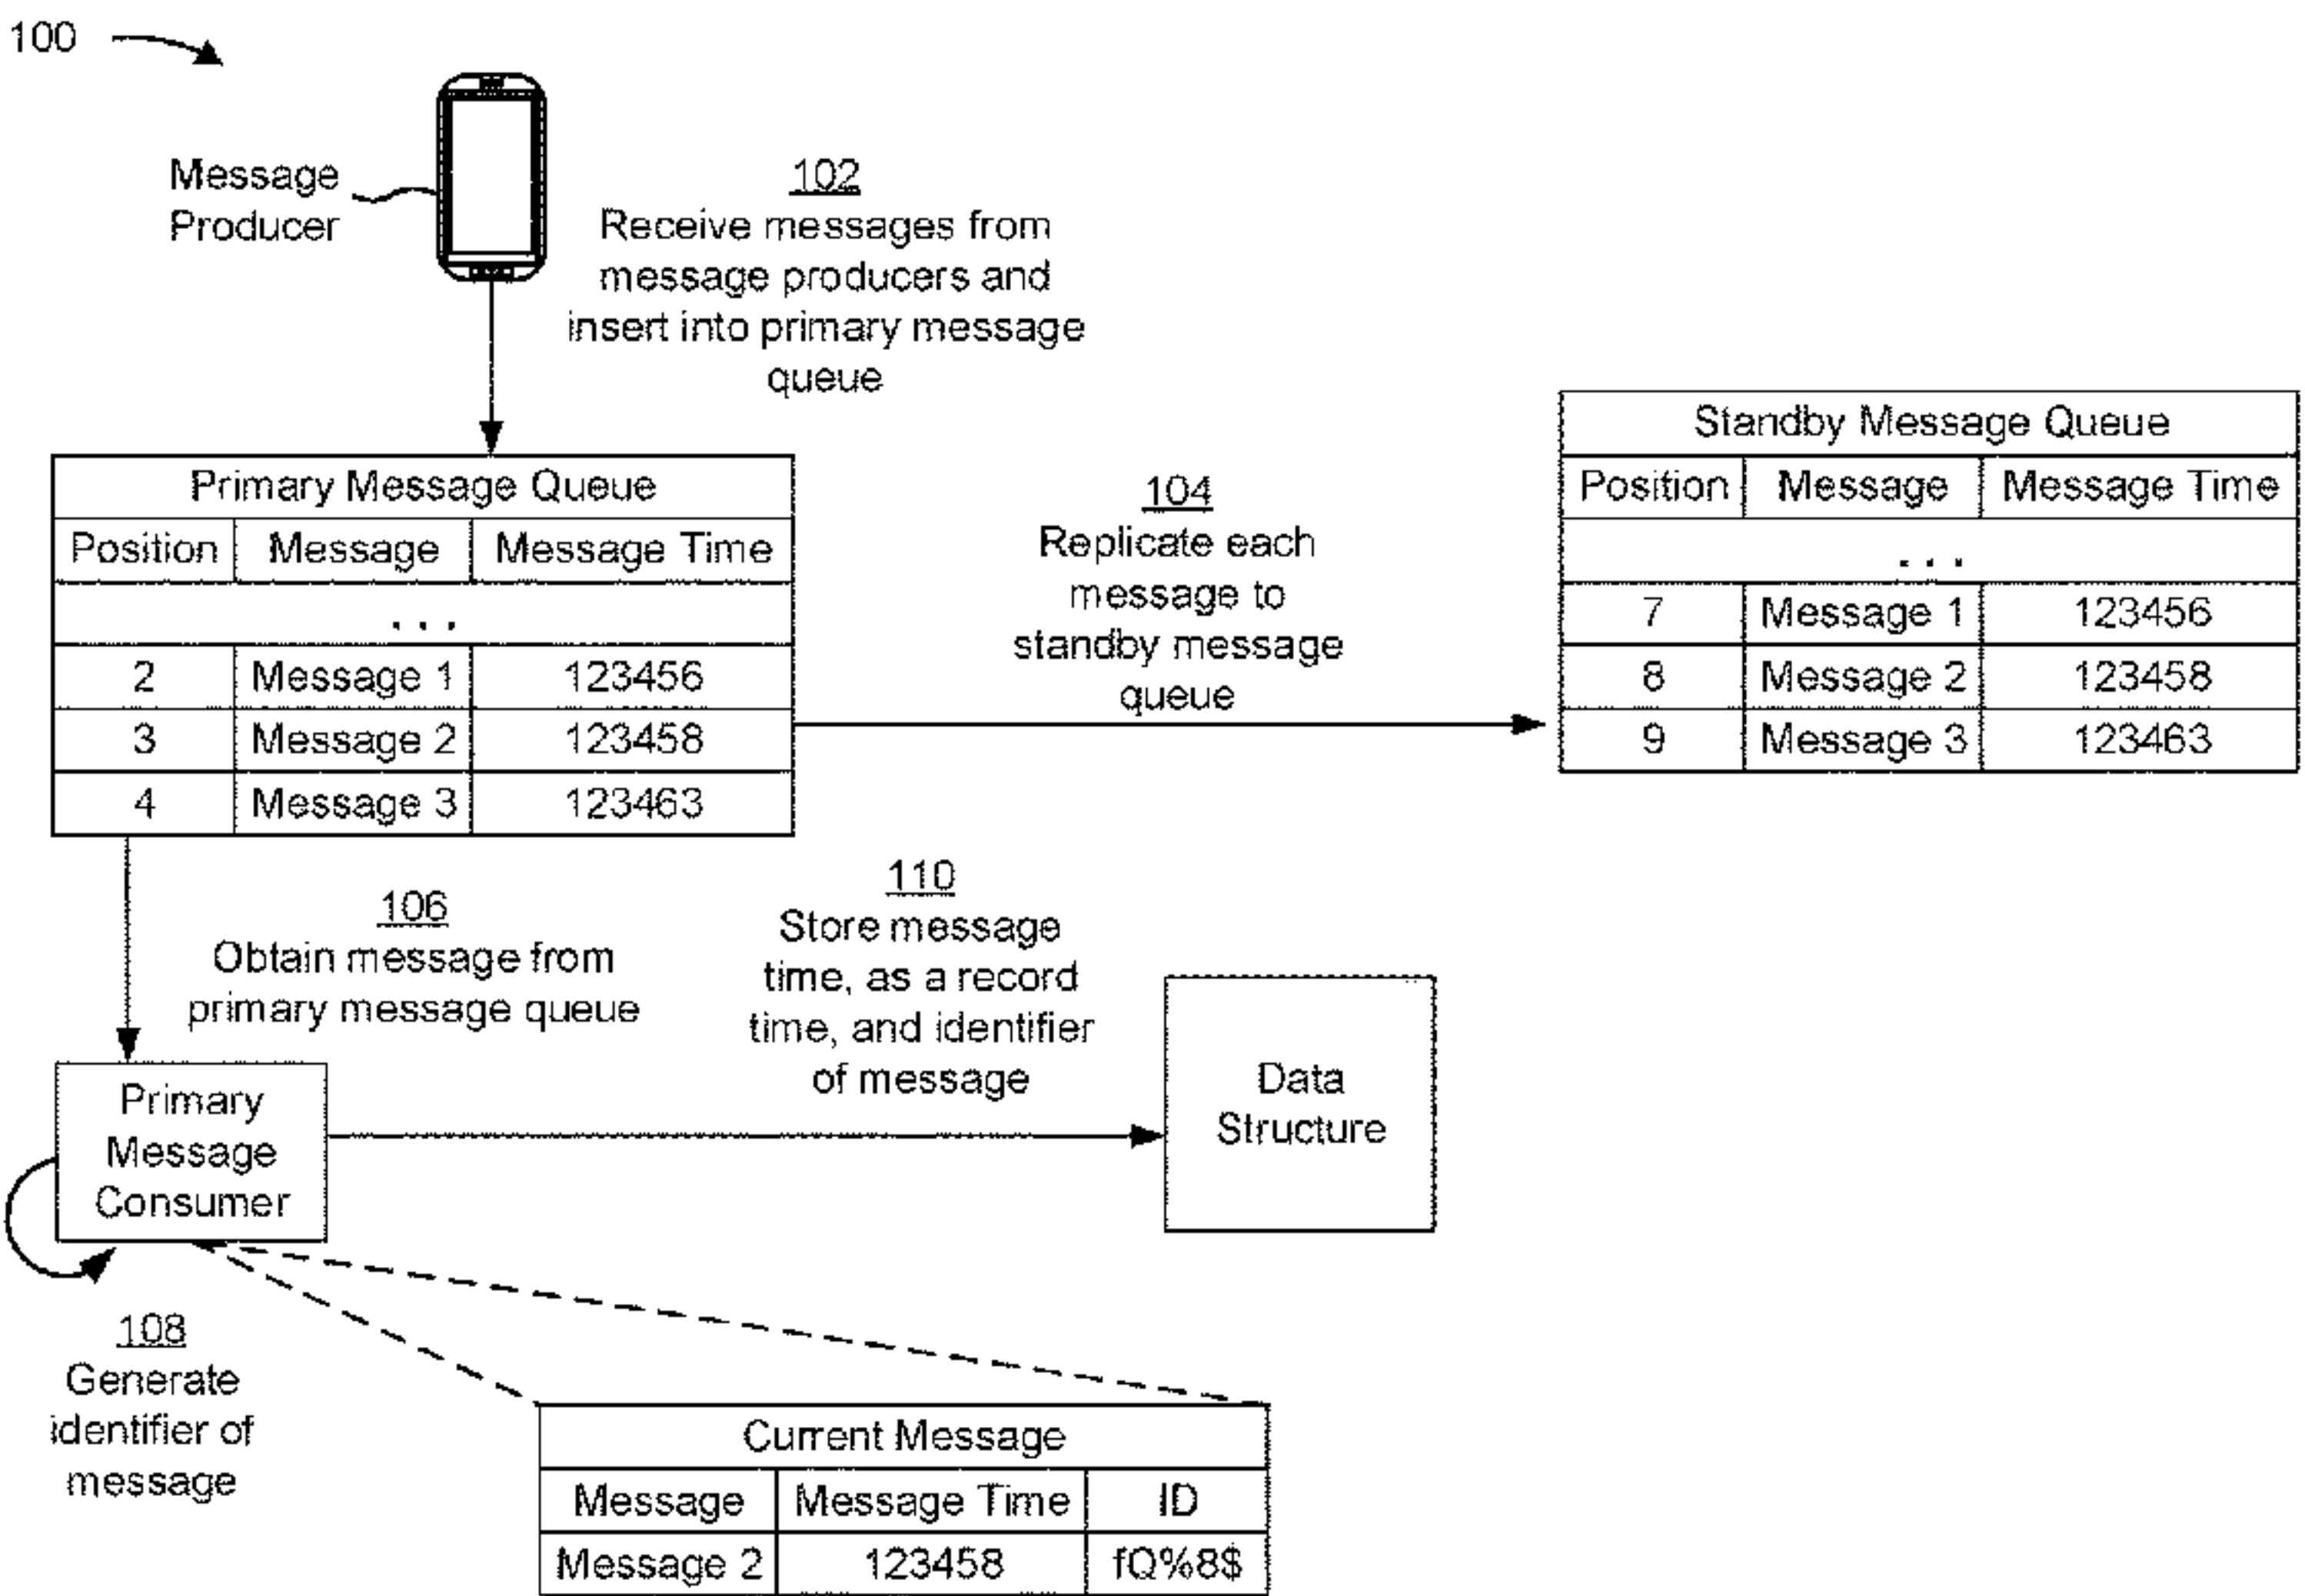 100
Message
Producer
102
Receive messages from
message producers and
insert into primary message
queue
Primary Message Queue
Position Message Message Time
...
2 Message 1 123456
3 Message 2 123458
4 Message 3 123463
104
Replicate each
message to
standby message
queue
Standby Message Queue
Position Message Message Time
...
7 Message 1 123456
8 Message 2 123458
9 Message 3 123463
106
Obtain message from
primary message queue
110
Store message
time, as a record
time, and identifier
of message
Primary
Message
Consumer
Data
Structure
108
Generate
identifier of
message
Current Message
Message Message Time ID
Message 2 123458 fQ%8$